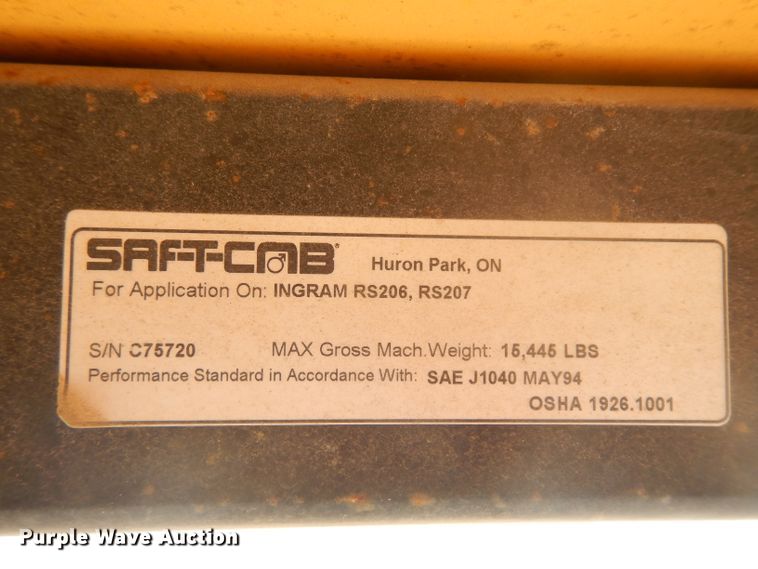 SAF-T-CAB® Huron Park, ON
For Application On: INGRAM RS206, RS207
S/N C75720 MAX Gross Mach.Weight: 15,445 LBS
Performance Standard in Accordance With: SAE J1040 MAY94
OSHA 1926.1001
Purple Wave Auction